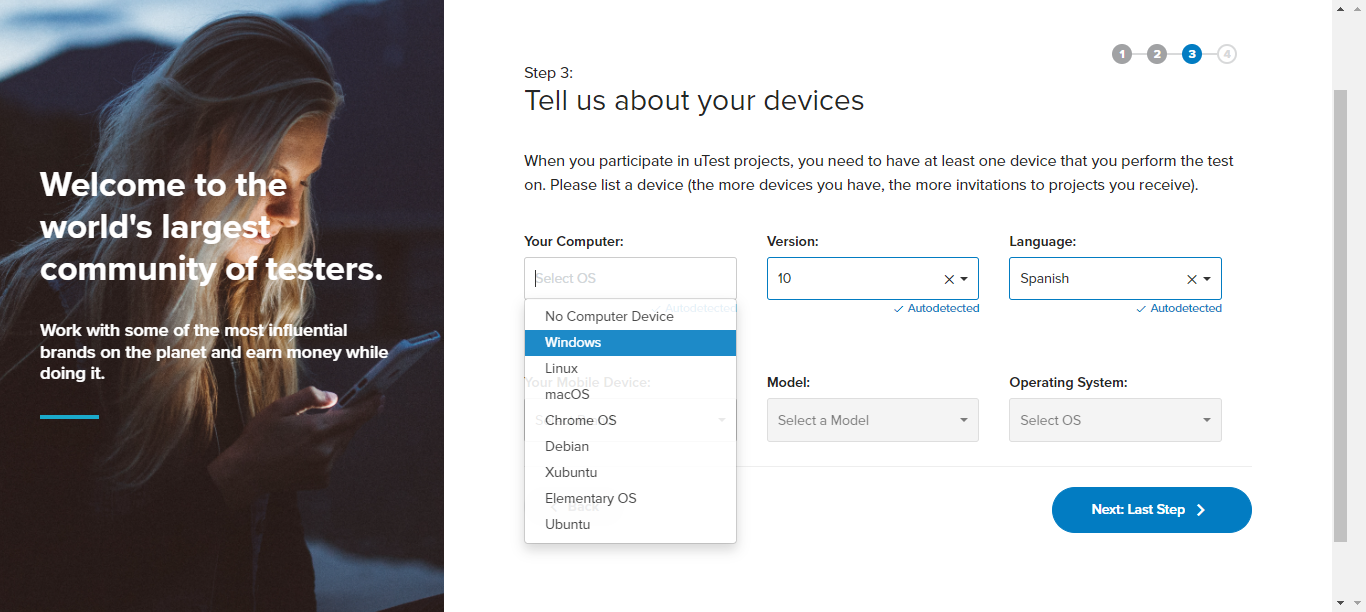 Welcome to the
world's largest
community of testers.
Work with some of the most influential
brands on the planet and earn money while
doing it.
1 2 3 4
Step 3:
Tell us about your devices
When you participate in uTest projects, you need to have at least one device that you perform the test
on. Please list a device (the more devices you have, the more invitations to projects you receive).
Your Computer: Version: Language:
Select OS 10 Spanish
Autodetected Autodetected Autodetected
No Computer Device
Windows
Linux
Your Mobile Device: Model: Operating System:
macOS
Chrome OS Select a Model Select OS
Debian
Xubuntu
Elementary OS
Back Next: Last Step
Ubuntu